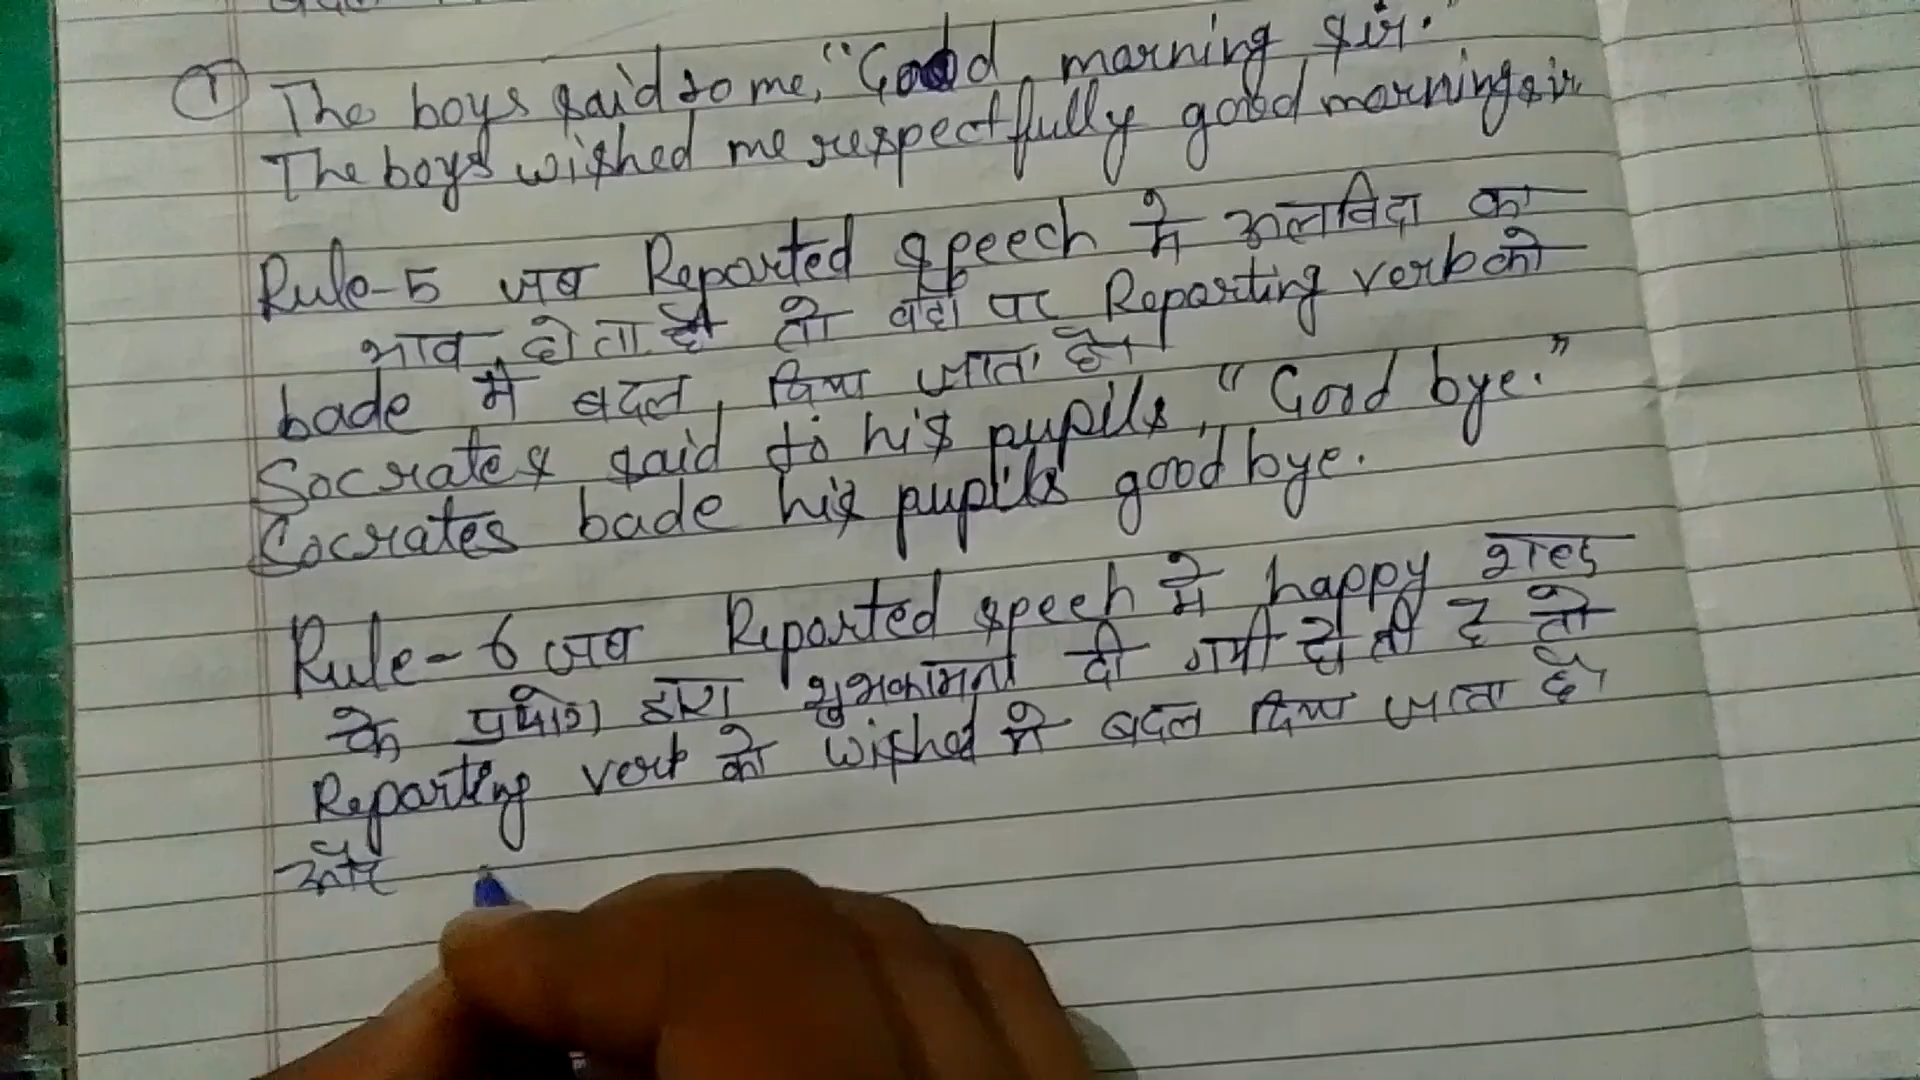 ① The boys said to me, "Good morning, sir."
The boys wished me respectfully good morning sir
Rule-5 जब Reported speech मे अलविदा का
भाव होता है तो वहाँ पर Reporting verb को
bade मे बदल दिया जाता है।
Socrates said to his pupils, "Good bye."
Socrates bade his pupils good bye.
Rule-6 जब Reported speeh मे happy शब्द
के प्रयोग द्वारा शुभकामना दी गयी होती है तो
Reporting verb को wished मे बदल दिया जाता है।
और